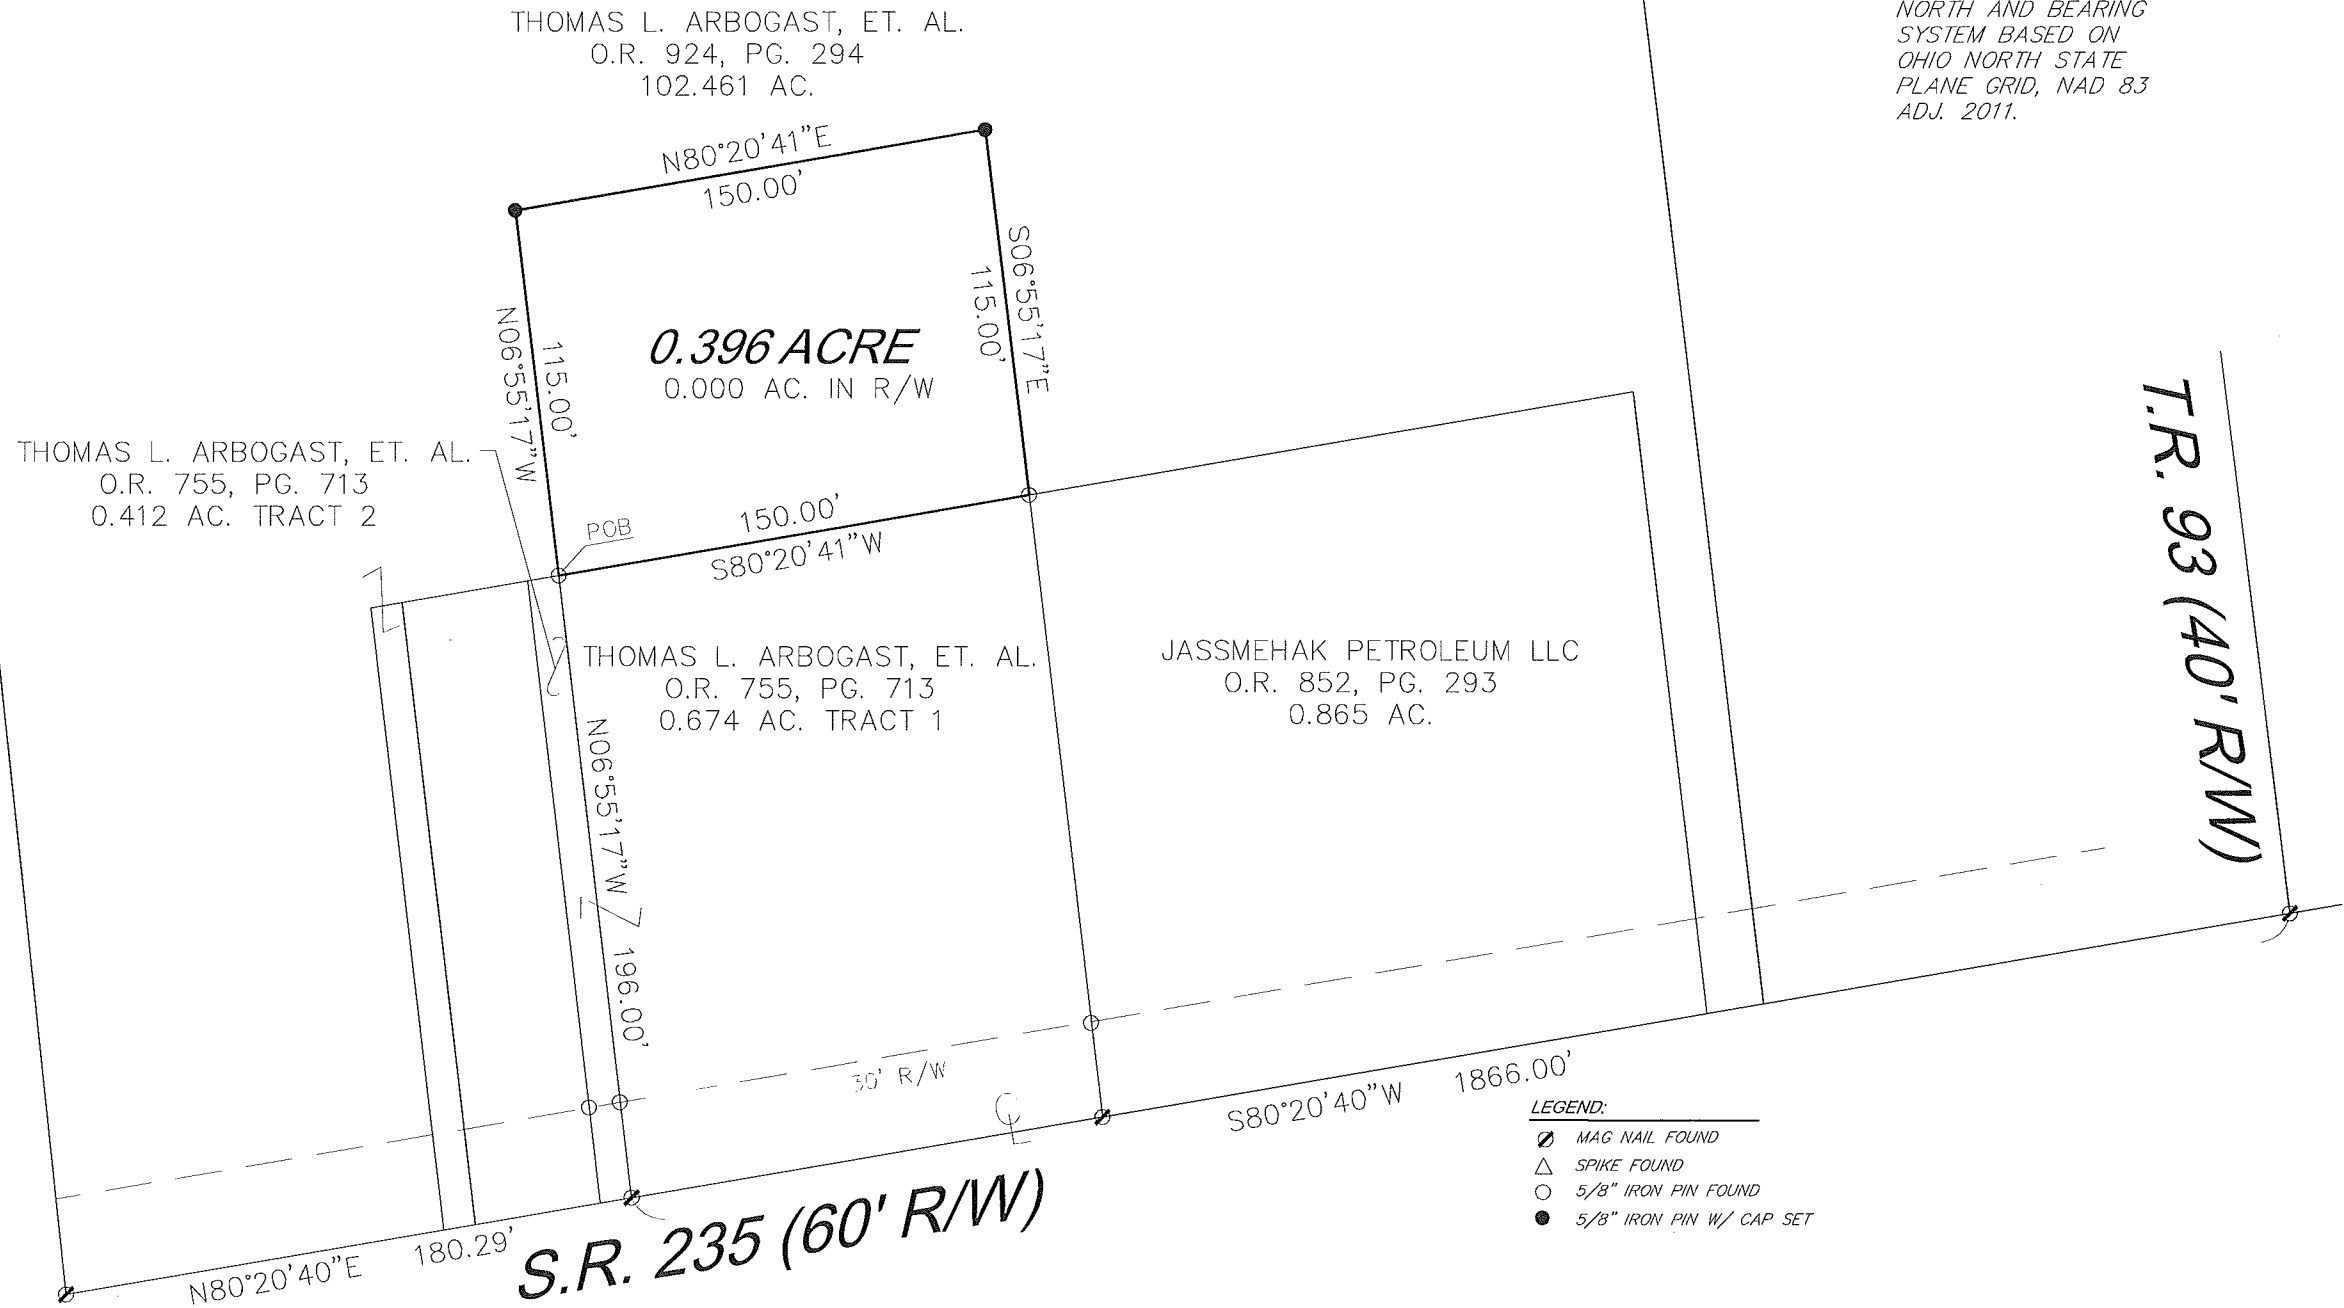 THOMAS L. ARBOGAST, ET. AL.
O.R. 924, PG. 294
102.461 AC.
NORTH AND BEARING
SYSTEM BASED ON
OHIO NORTH STATE
PLANE GRID, NAD 83
ADJ. 2011.
N80°20'41"E
150.00'
S06°55'17"E
115.00'
N06°55'17"W
115.00'
0.396 ACRE
0.000 AC. IN R/W
THOMAS L. ARBOGAST, ET. AL.
O.R. 755, PG. 713
0.412 AC. TRACT 2
POB
150.00'
S80°20'41"W
T.R. 93 (40' R/W)
THOMAS L. ARBOGAST, ET. AL.
O.R. 755, PG. 713
0.674 AC. TRACT 1
JASSMEHAK PETROLEUM LLC
O.R. 852, PG. 293
0.865 AC.
N06°55'17"W
196.00'
30' R/W
CL
S80°20'40"W 1866.00'
N80°20'40"E 180.29'
S.R. 235 (60' R/W)
LEGEND:
MAG NAIL FOUND
SPIKE FOUND
5/8" IRON PIN FOUND
5/8" IRON PIN W/ CAP SET